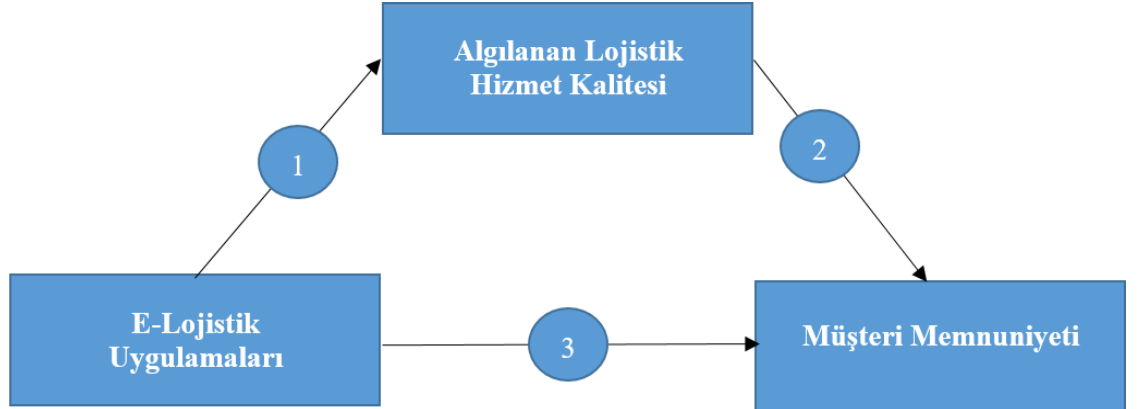 Algılanan Lojistik
Hizmet Kalitesi
1
2
E-Lojistik
Uygulamaları
3
Müşteri Memnuniyeti